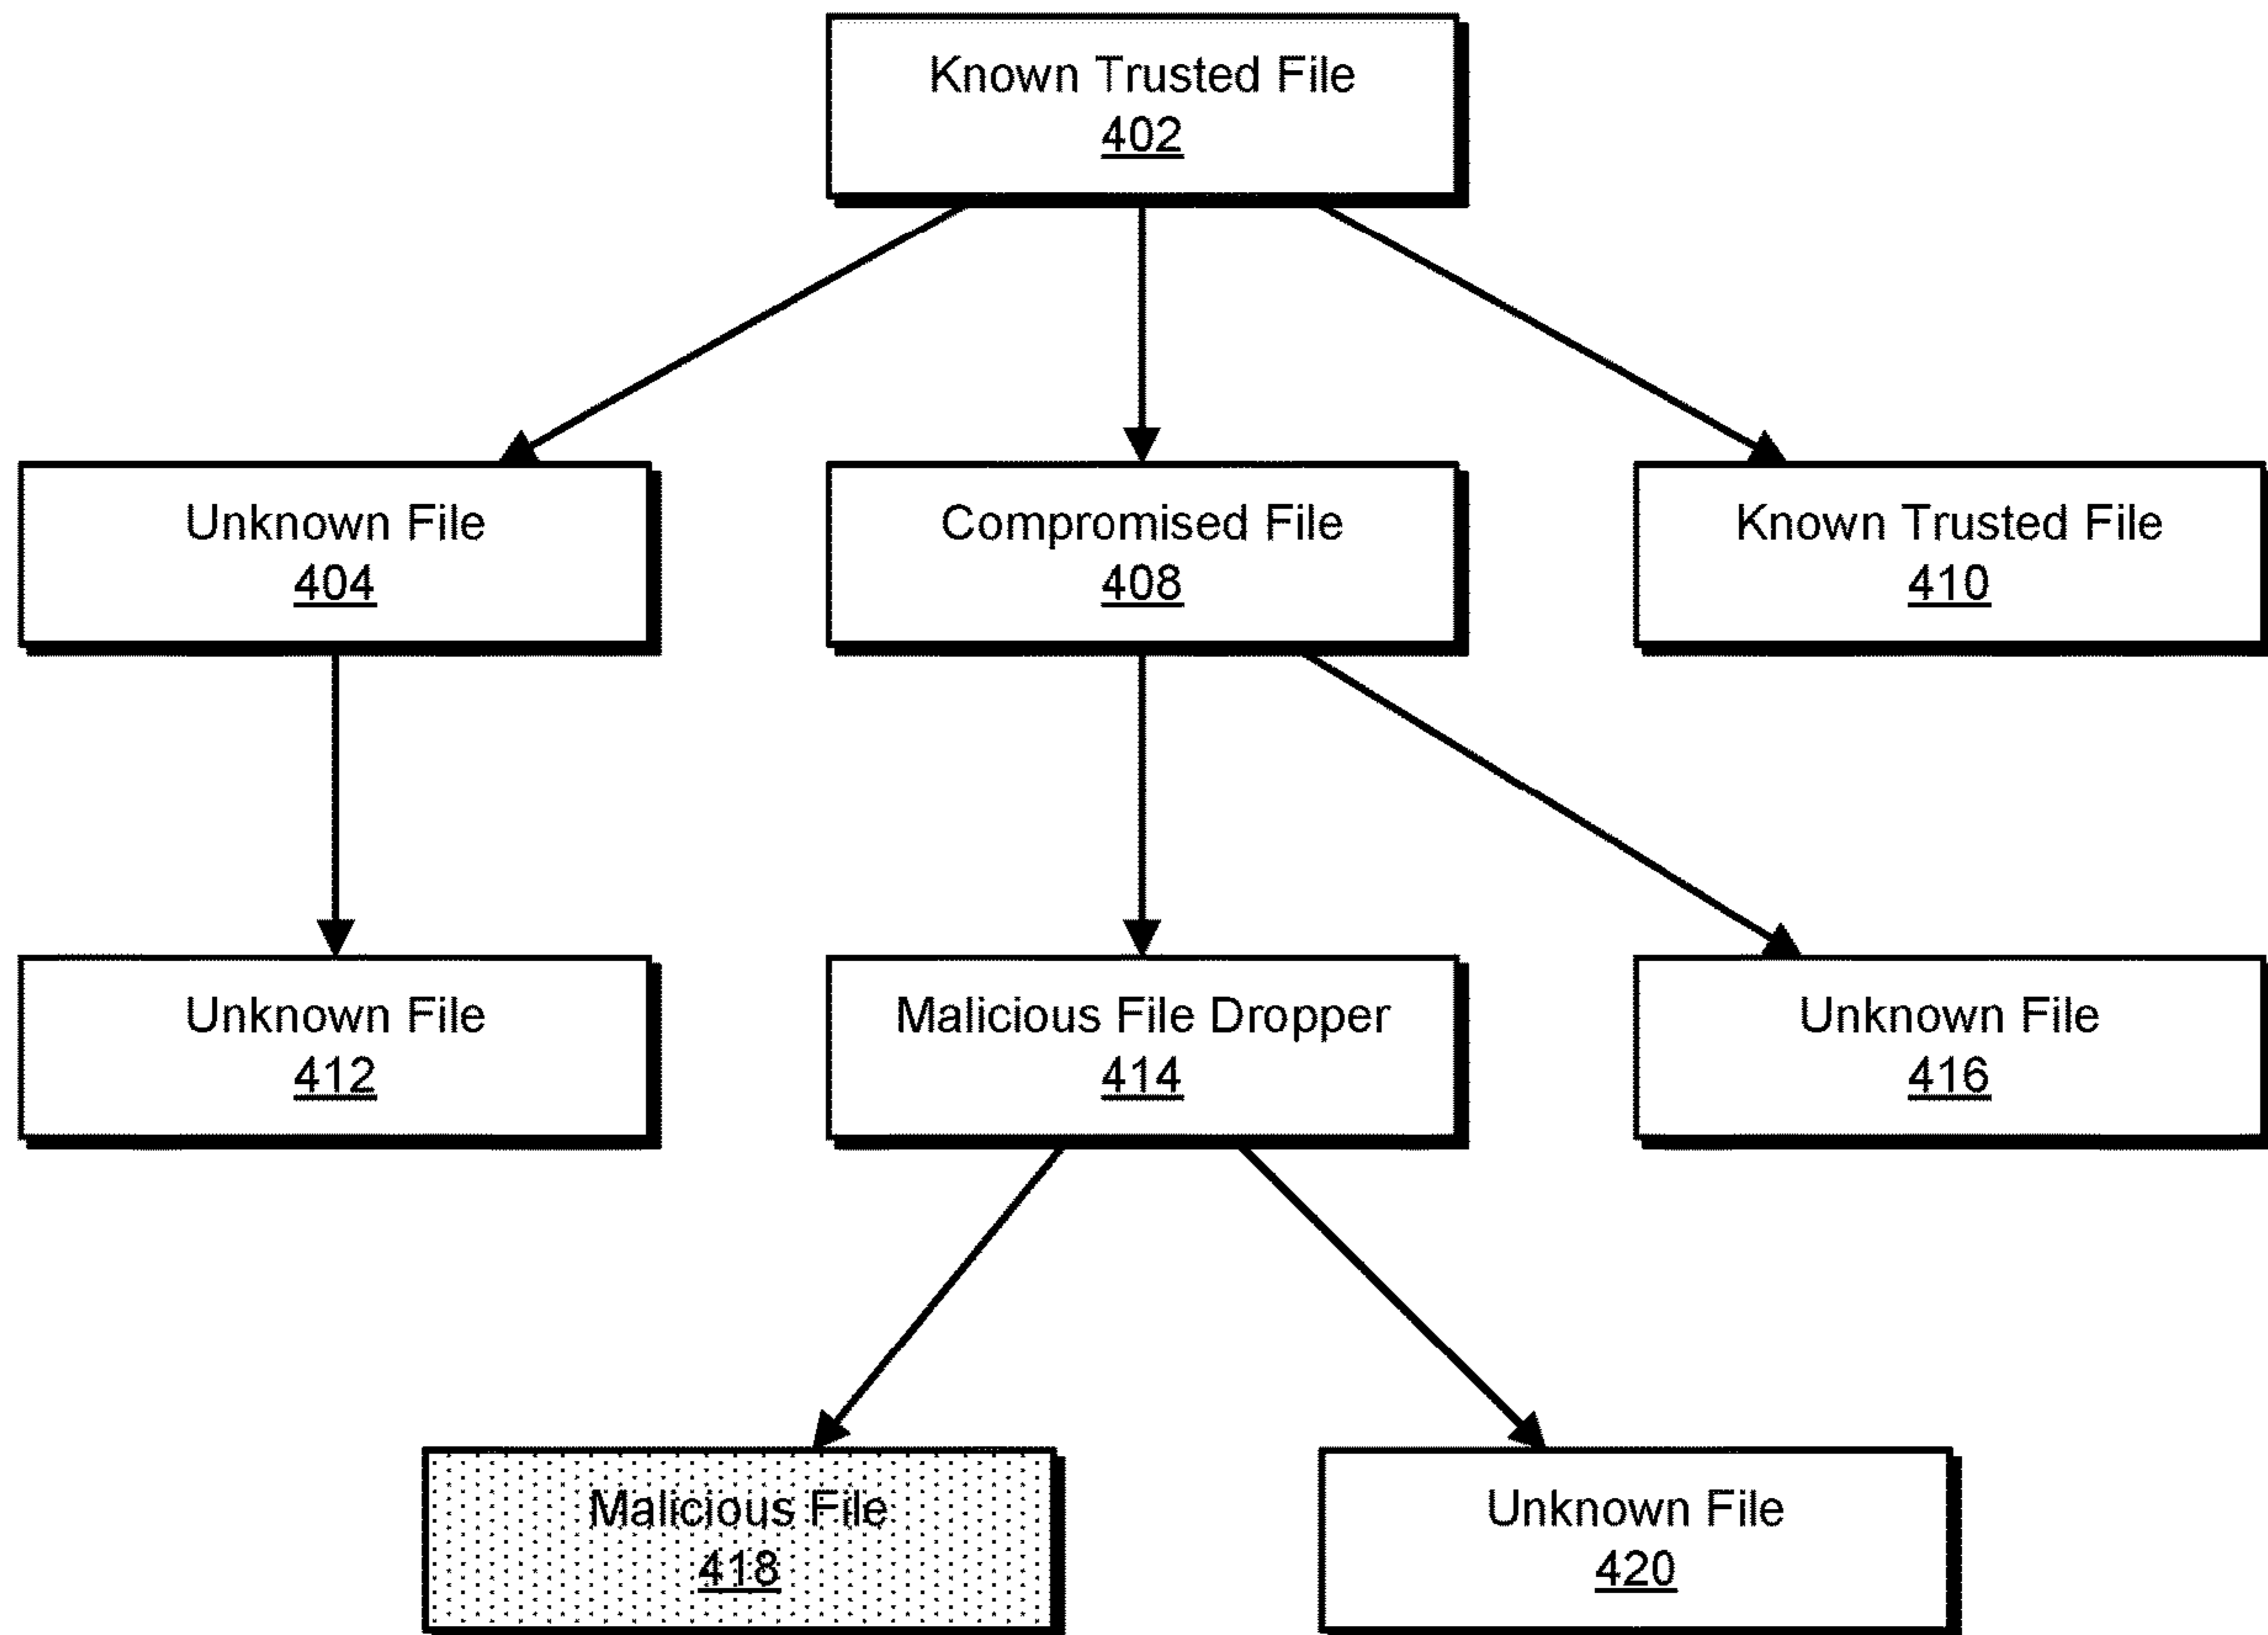 Known Trusted File
402
Unknown File
404
Compromised File
408
Known Trusted File
410
Unknown File
412
Malicious File Dropper
414
Unknown File
416
Malicious File
418
Unknown File
420